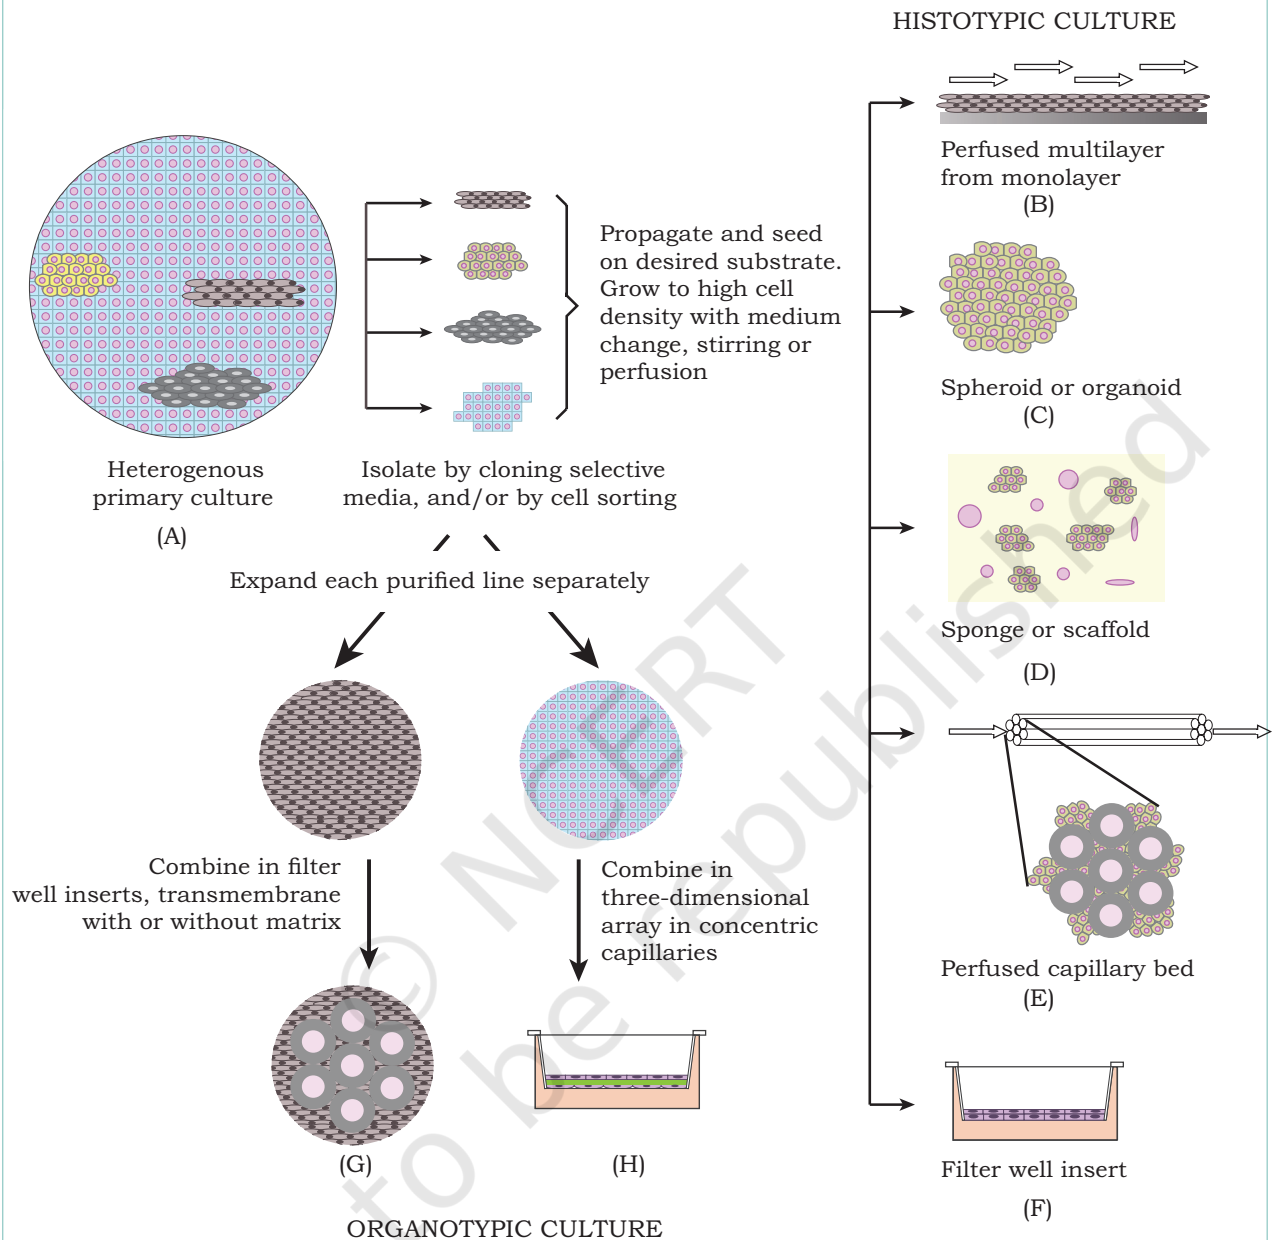 HISTOTYPIC CULTURE
Perfused multilayer
from monolayer
(B)
Propagate and seed
on desired substrate.
Grow to high cell
density with medium
change, stirring or
perfusion
Spheroid or organoid
(C)
Heterogenous
primary culture
(A)
Isolate by cloning selective
media, and/or by cell sorting
Expand each purified line separately
Sponge or scaffold
(D)
Combine in filter
well inserts, transmembrane
with or without matrix
Combine in
three-dimensional
array in concentric
capillaries
Perfused capillary bed
(E)
(G)
(H)
Filter well insert
(F)
ORGANOTYPIC CULTURE
© NCERT
to be republished